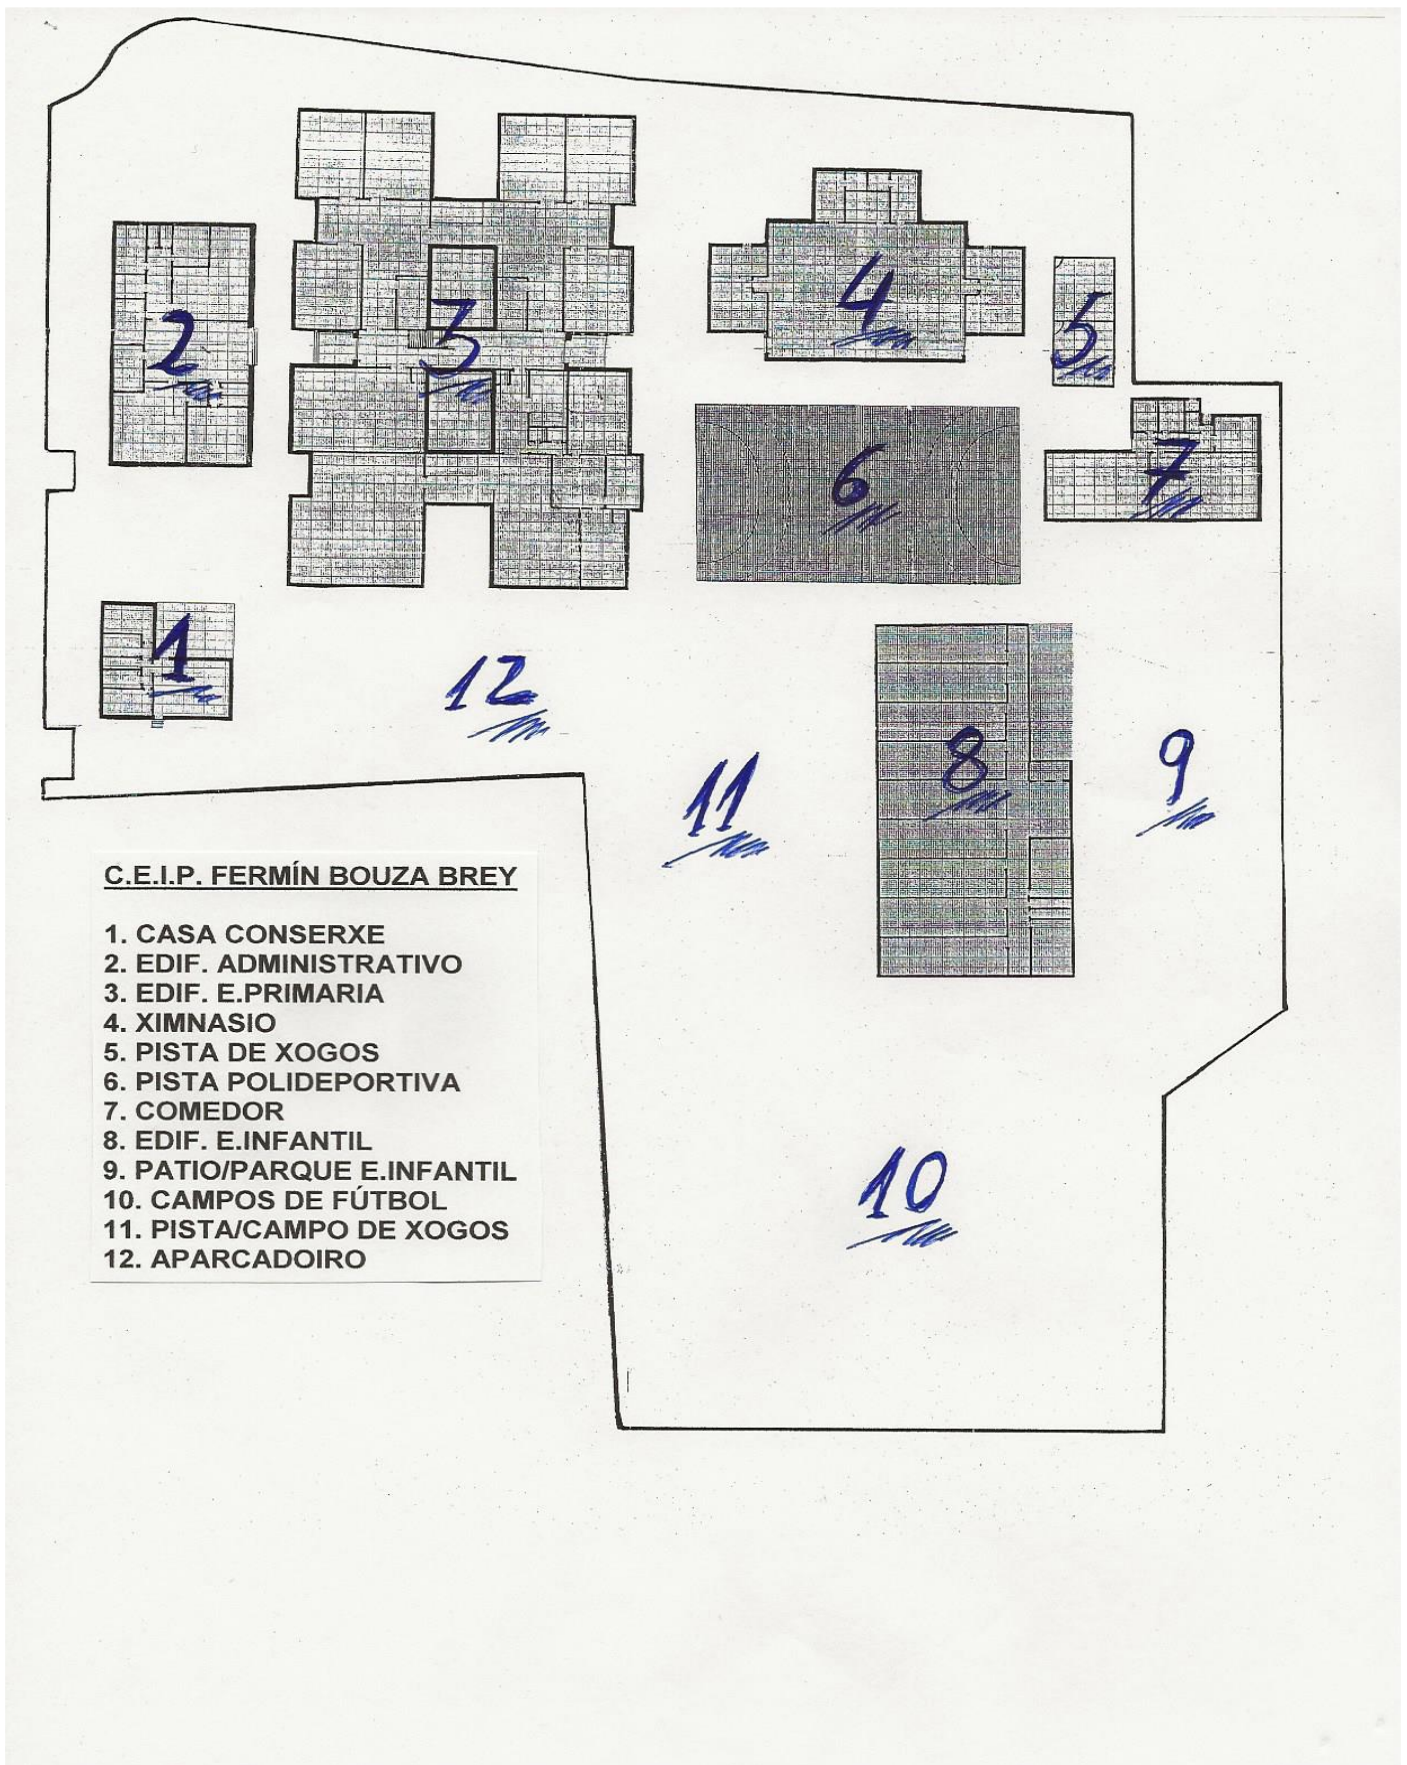 4
5
2
3
6
7
1
12
8
9
11
C.E.I.P. FERMÍN BOUZA BREY
1. CASA CONSERXE
2. EDIF. ADMINISTRATIVO
3. EDIF. E.PRIMARIA
4. XIMNASIO
5. PISTA DE XOGOS
6. PISTA POLIDEPORTIVA
7. COMEDOR
8. EDIF. E.INFANTIL
9. PATIO/PARQUE E.INFANTIL
10. CAMPOS DE FÚTBOL
11. PISTA/CAMPO DE XOGOS
12. APARCADOIRO
10